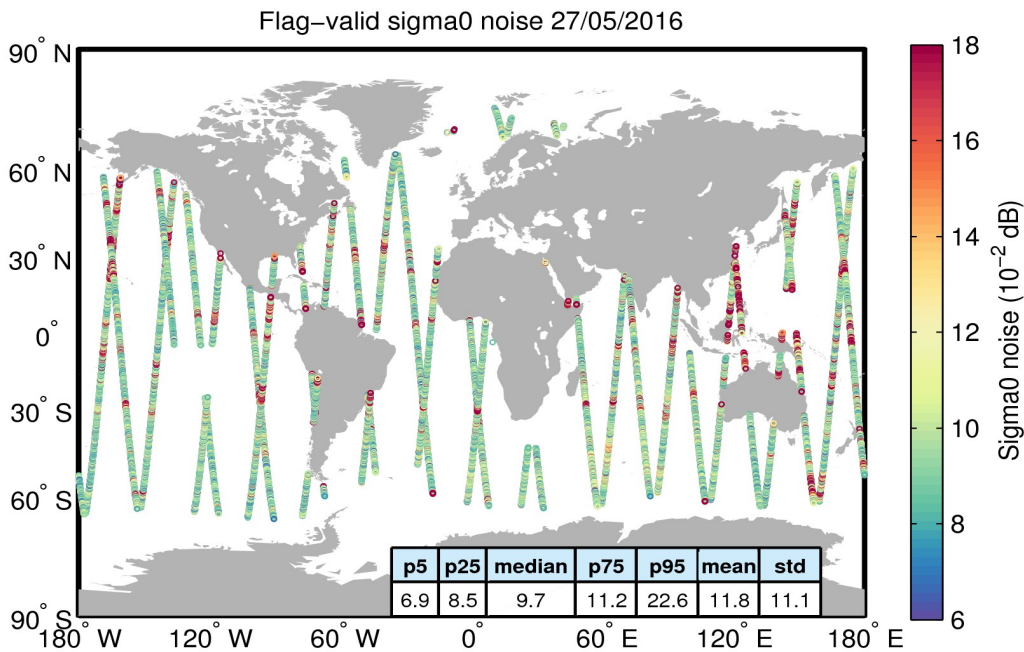 Flag−valid sigma0 noise 27/05/2016
90° N
60° N
30° N
0°
30° S
60° S
90° S
180° W 120° W 60° W 0° 60° E 120° E 180° E
p5 p25 median p75 p95 mean std
6.9 8.5 9.7 11.2 22.6 11.8 11.1
18
16
14
12
10
8
6
Sigma0 noise (10⁻² dB)